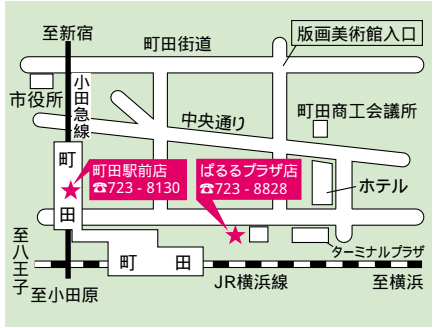 至新宿
町田街道
版画美術館入口
市役所
小田急線
中央通り
町田商工会議所
町田
町田駅前店
☎723-8130
ぱるるプラザ店
☎723-8828
ホテル
ターミナルプラザ
至八王子
町田
至小田原
JR横浜線
至横浜